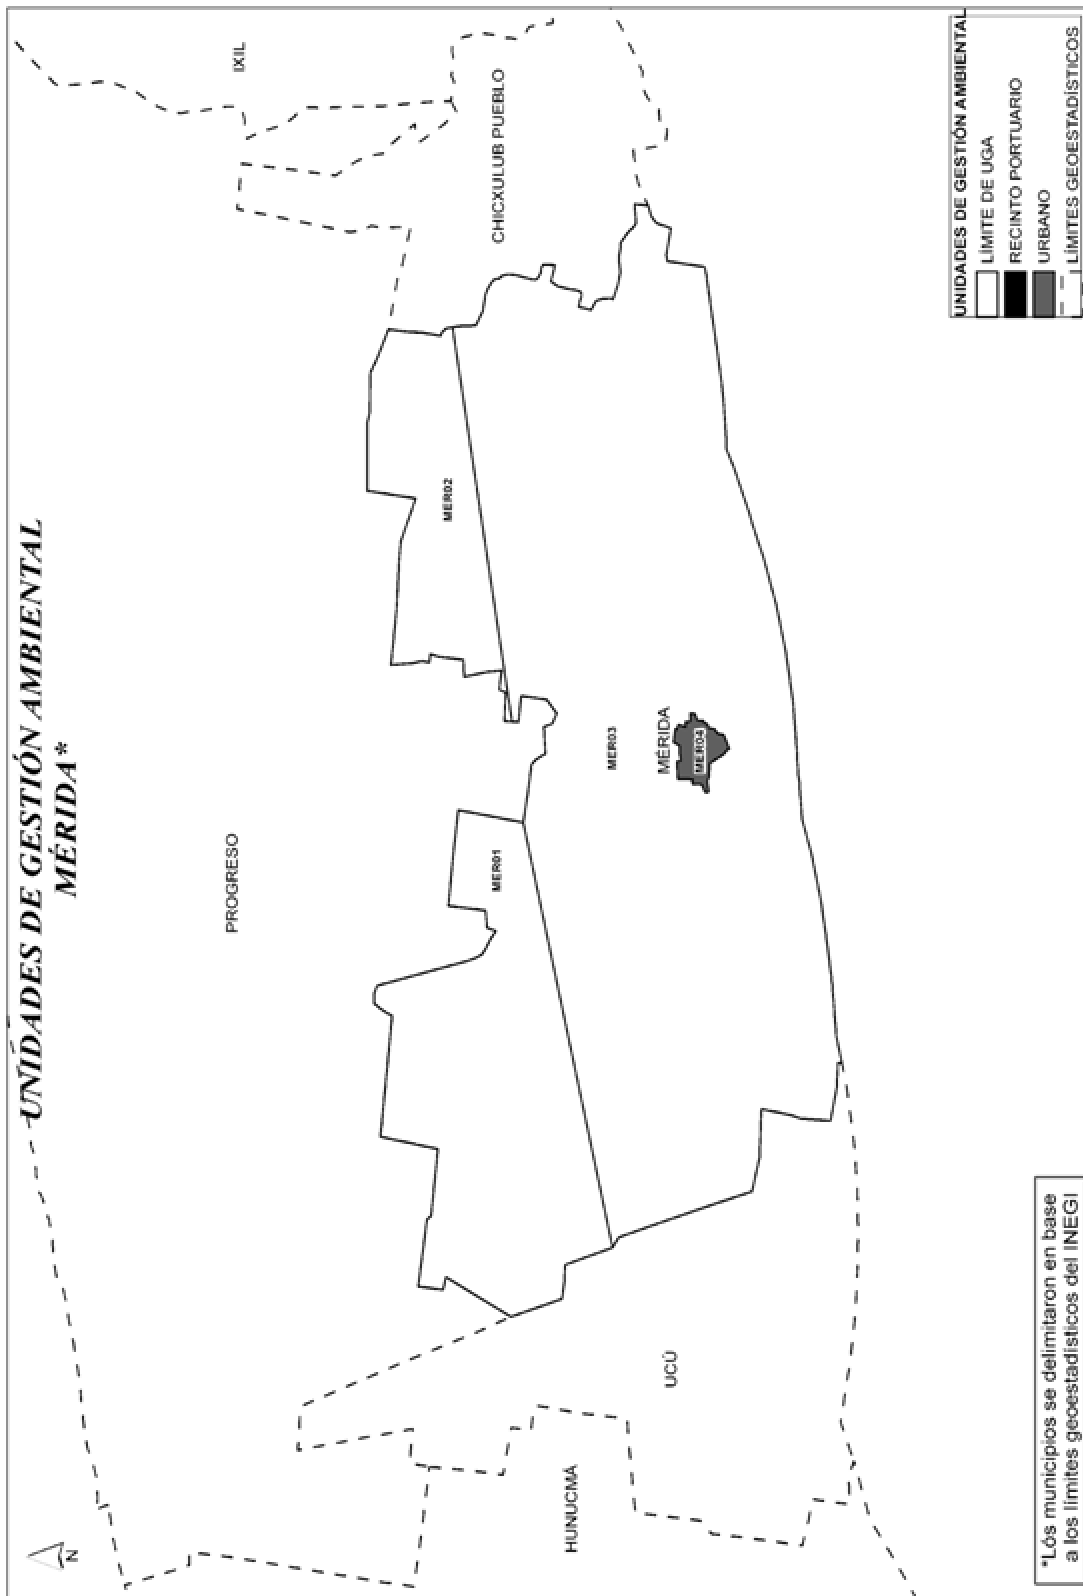 UNIDADES DE GESTIÓN AMBIENTAL
MÉRIDA*
N
IXIL
PROGRESO
CHICXULUB PUEBLO
MER02
MER01
MER03
MÉRIDA
MER04
HUNUCMÁ
UCÚ
UNIDADES DE GESTIÓN AMBIENTAL
LÍMITE DE UGA
RECINTO PORTUARIO
URBANO
LÍMITES GEOESTADÍSTICOS
*Lós municipios se delimitaron en base
a los límites geoestadísticos del INEGI